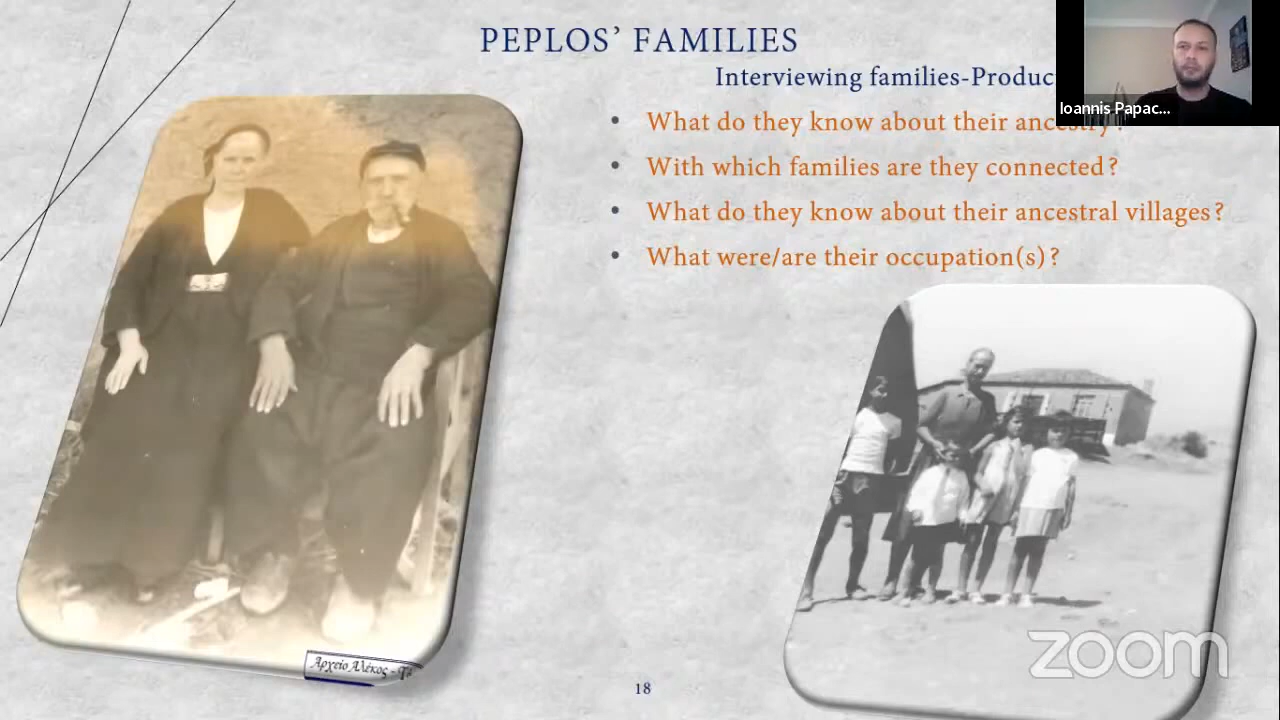 PEPLOS’ FAMILIES
Interviewing families-Produc
Ioannis Papac...
• What do they know about their ancestry?
• With which families are they connected?
• What do they know about their ancestral villages?
• What were/are their occupation(s)?
Αρχείο Αλέκος -
zoom
18